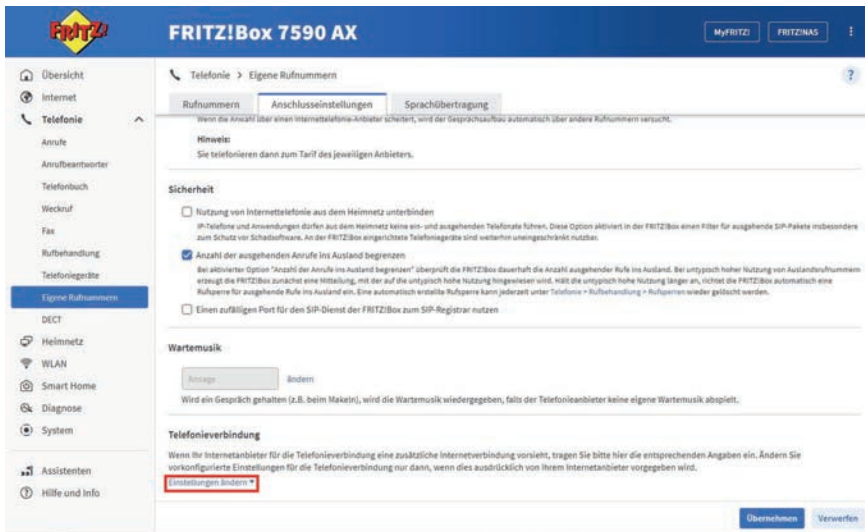 FRITZ!
FRITZ!Box 7590 AX
MyFRITZ!
FRITZ!NAS
Übersicht
Internet
Telefonie
Anrufe
Anrufbeantworter
Telefonbuch
Weckruf
Fax
Rufbehandlung
Telefoniegeräte
Eigene Rufnummern
DECT
Heimnetz
WLAN
Smart Home
Diagnose
System
Assistenten
Hilfe und Info
Telefonie > Eigene Rufnummern
?
Rufnummern
Anschlusseinstellungen
Sprachübertragung
Wenn die Anwahl über einen Internettelefonie-Anbieter scheitert, wird der Gesprächsaufbau automatisch über andere Rufnummern versucht.
Hinweis:
Sie telefonieren dann zum Tarif des jeweiligen Anbieters.
Sicherheit
Nutzung von Internettelefonie aus dem Heimnetz unterbinden
IP-Telefone und Anwendungen dürfen aus dem Heimnetz keine ein- und ausgehenden Telefonate führen. Diese Option aktiviert in der FRITZ!Box einen Filter für ausgehende SIP-Pakete insbesondere
zum Schutz vor Schadsoftware. An der FRITZ!Box eingerichtete Telefoniegeräte sind weiterhin uneingeschränkt nutzbar.
Anzahl der ausgehenden Anrufe ins Ausland begrenzen
Bei aktivierter Option "Anzahl der Anrufe ins Ausland begrenzen" überprüft die FRITZ!Box dauerhaft die Anzahl ausgehender Rufe ins Ausland. Bei untypisch hoher Nutzung von Auslandsrufnummern
erzeugt die FRITZ!Box zunächst eine Mitteilung, mit der auf die untypisch hohe Nutzung hingewiesen wird. Hält die untypisch hohe Nutzung länger an, richtet die FRITZ!Box automatisch eine
Rufsperre für ausgehende Rufe ins Ausland ein. Eine automatisch erstellte Rufsperre kann jederzeit unter Telefonie > Rufbehandlung > Rufsperren wieder gelöscht werden.
Einen zufälligen Port für den SIP-Dienst der FRITZ!Box zum SIP-Registrar nutzen
Wartemusik
Ansage
ändern
Wird ein Gespräch gehalten (z.B. beim Makeln), wird die Wartemusik wiedergegeben, falls der Telefonieanbieter keine eigene Wartemusik abspielt.
Telefonieverbindung
Wenn Ihr Internetanbieter für die Telefonieverbindung eine zusätzliche Internetverbindung vorsieht, tragen Sie bitte hier die entsprechenden Angaben ein. Ändern Sie
vorkonfigurierte Einstellungen für die Telefonieverbindung nur dann, wenn dies ausdrücklich von Ihrem Internetanbieter vorgegeben wird.
Einstellungen ändern
Übernehmen
Verwerfen